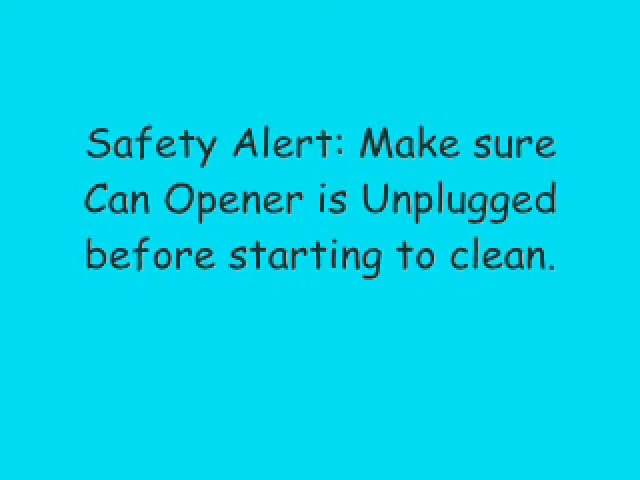 Safety Alert: Make sure
Can Opener is Unplugged
before starting to clean.